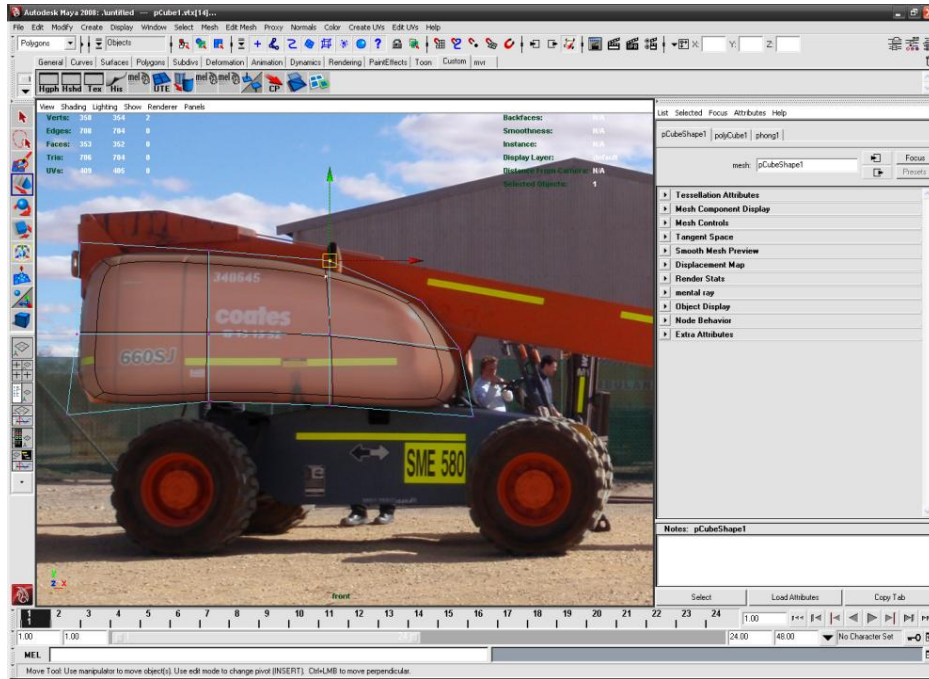 Autodesk Maya 2008: .\untitled --- pCube1.vtx[14]...
File Edit Modify Create Display Window Select Mesh Edit Mesh Proxy Normals Color Create UVs Edit UVs Help
Polygons Objects X: Y: Z:
General Curves Surfaces Polygons Subdivs Deformation Animation Dynamics Rendering PaintEffects Toon Custom mvr
Hgph Hshd Tex His mel UTE mel mel CP
View Shading Lighting Show Renderer Panels
Verts: 358 354 2
Edges: 708 704 0
Faces: 353 352 0
Tris: 706 704 0
UVs: 409 405 0
Backfaces: N/A
Smoothness: N/A
Instance: N/A
Display Layer: default
Distance From Camera: N/A
Selected Objects: 1
348645
coates
660SJ
SME 580
front
List Selected Focus Attributes Help
pCubeShape1 polyCube1 phong1
mesh: pCubeShape1
Focus
Presets
Tessellation Attributes
Mesh Component Display
Mesh Controls
Tangent Space
Smooth Mesh Preview
Displacement Map
Render Stats
mental ray
Object Display
Node Behavior
Extra Attributes
Notes: pCubeShape1
Select Load Attributes Copy Tab
1 2 3 4 5 6 7 8 9 10 11 12 13 14 15 16 17 18 19 20 21 22 23 24 1.00
1
1.00 1.00 1 24 24.00 48.00 No Character Set
MEL
Move Tool: Use manipulator to move object(s). Use edit mode to change pivot (INSERT). Ctrl+LMB to move perpendicular.